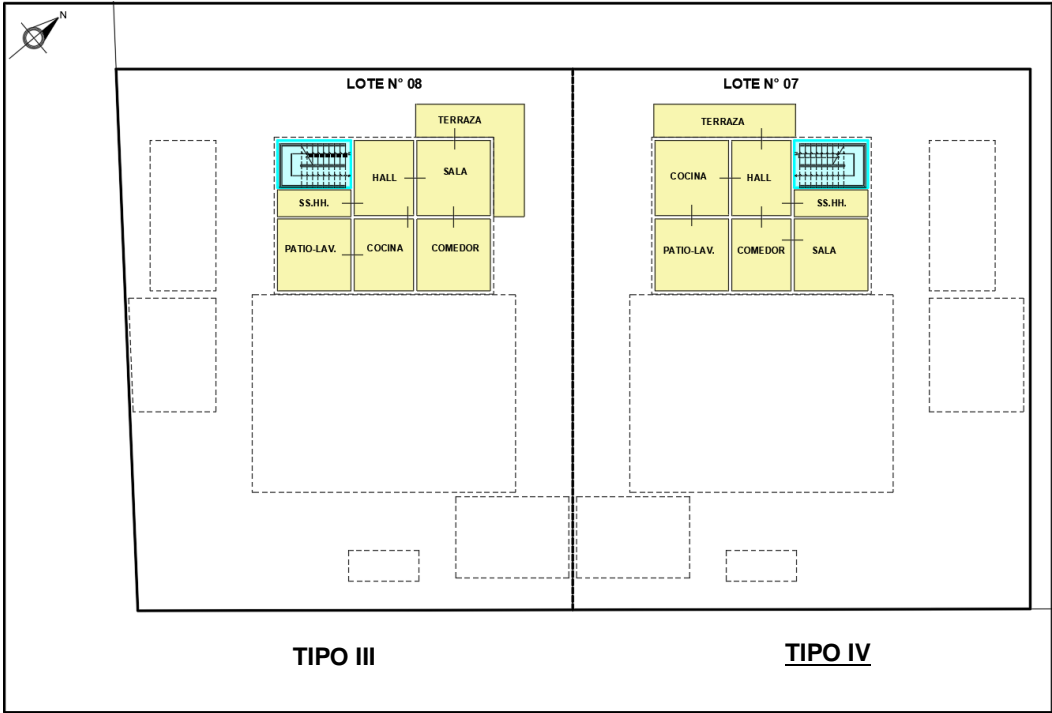 N
LOTE N° 08
LOTE N° 07
TERRAZA
HALL
SALA
SS.HH.
PATIO-LAV.
COCINA
COMEDOR
TERRAZA
COCINA
HALL
SS.HH.
PATIO-LAV.
COMEDOR
SALA
TIPO III
TIPO IV